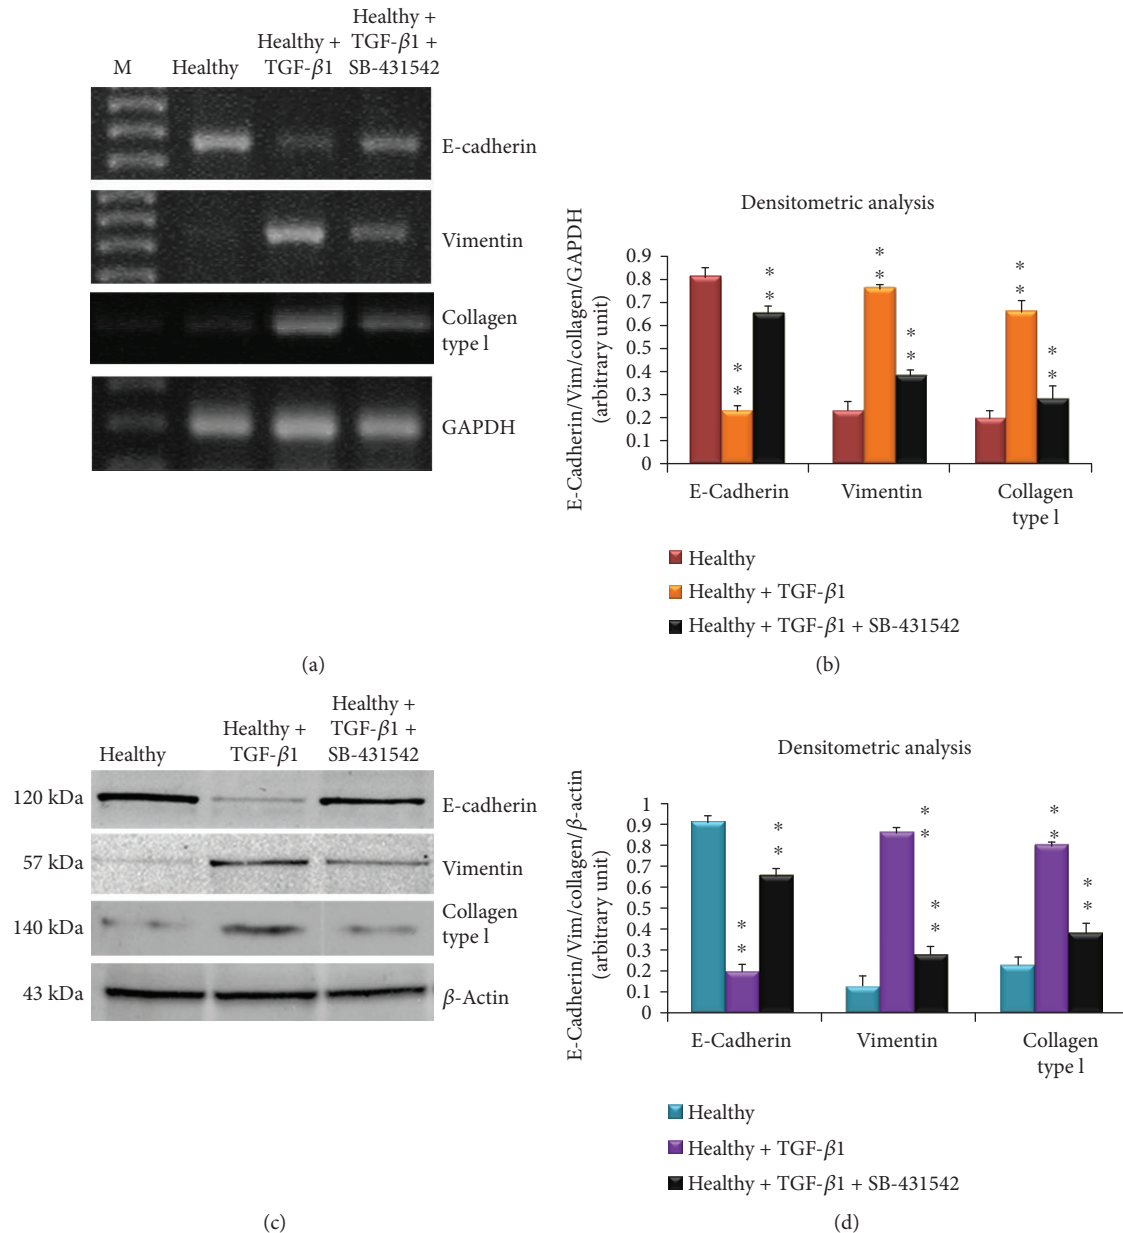 M
Healthy
Healthy +
TGF-β1
Healthy +
TGF-β1 +
SB-431542
E-cadherin
Vimentin
Collagen
type l
GAPDH
(a)
Densitometric analysis
E-Cadherin/Vim/collagen/GAPDH
(arbitrary unit)
0.9
0.8
0.7
0.6
0.5
0.4
0.3
0.2
0.1
0
**
**
**
**
**
**
E-Cadherin
Vimentin
Collagen
type l
Healthy
Healthy + TGF-β1
Healthy + TGF-β1 + SB-431542
(b)
Healthy
Healthy +
TGF-β1
Healthy +
TGF-β1 +
SB-431542
120 kDa
E-cadherin
57 kDa
Vimentin
140 kDa
Collagen
type l
43 kDa
β-Actin
(c)
Densitometric analysis
E-Cadherin/Vim/collagen/β-actin
(arbitrary unit)
1
0.9
0.8
0.7
0.6
0.5
0.4
0.3
0.2
0.1
0
**
**
**
**
**
**
E-Cadherin
Vimentin
Collagen
type l
Healthy
Healthy + TGF-β1
Healthy + TGF-β1 + SB-431542
(d)